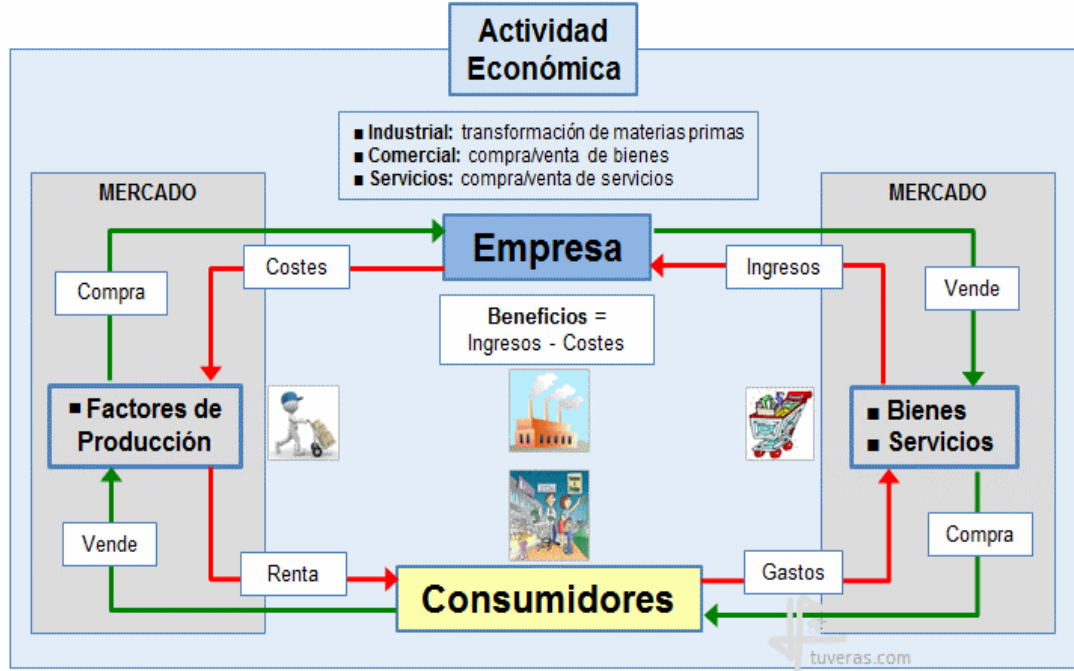 Actividad
Económica
▪ Industrial: transformación de materias primas
▪ Comercial: compra/venta de bienes
▪ Servicios: compra/venta de servicios
MERCADO
MERCADO
Empresa
Costes
Ingresos
Compra
Vende
Beneficios =
Ingresos - Costes
▪ Factores de
Producción
▪ Bienes
▪ Servicios
Vende
Compra
Renta
Gastos
Consumidores
tuveras.com